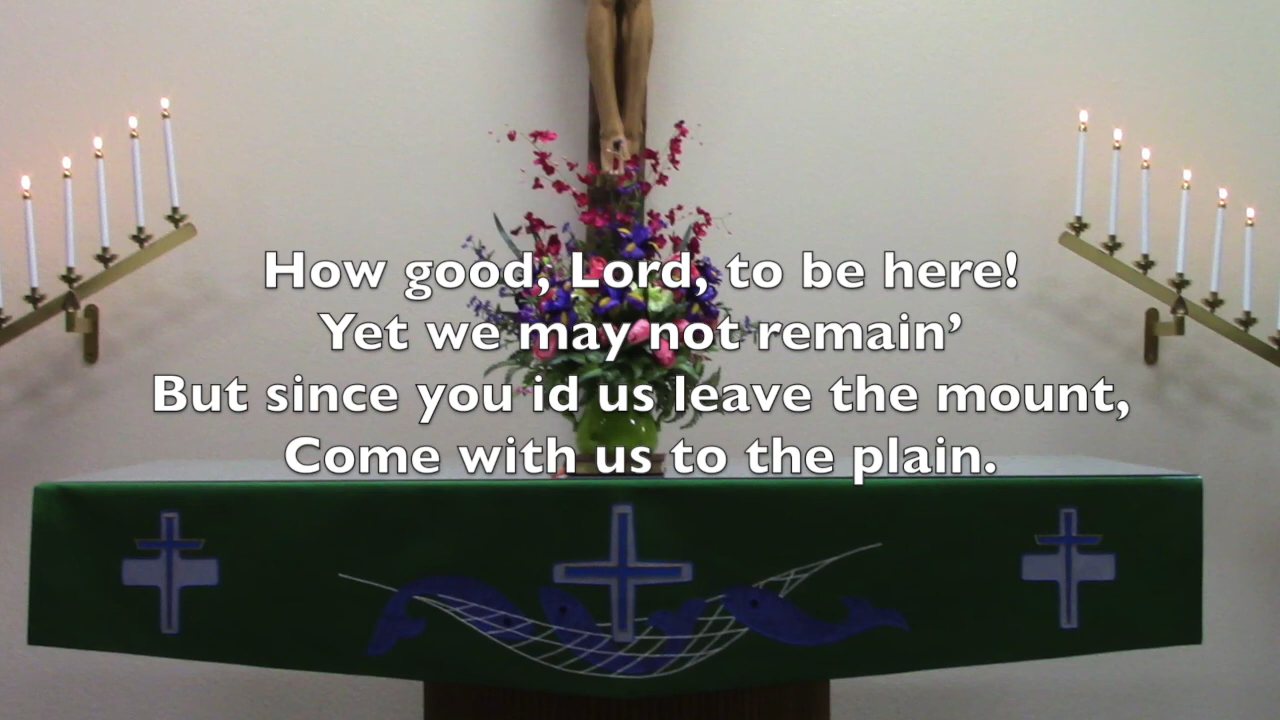 How good, Lord, to be here!
Yet we may not remain’
But since you id us leave the mount,
Come with us to the plain.